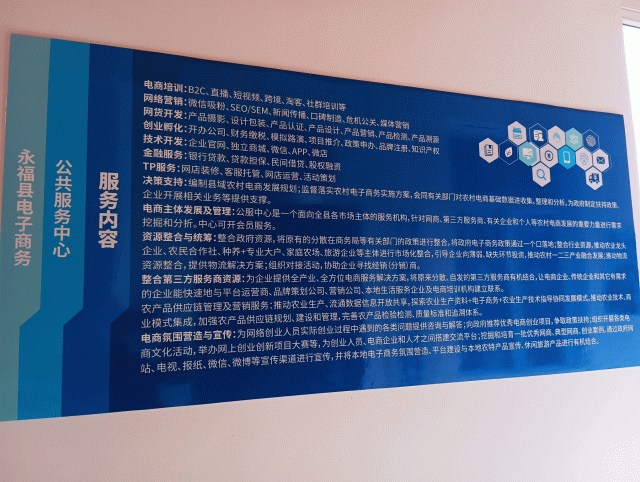 永福县电子商务
公共服务中心
服务内容
电商培训:B2C、直播、短视频、跨境、淘客、社群培训等
网络营销:微信吸粉、SEO/SEM、新闻传播、口碑制造、危机公关、媒体营销
网货开发:产品摄影、设计包装、产品认证、产品设计、产品营销、产品检测、产品溯源
创业孵化:开办公司、财务缴税、模拟路演、项目推介、政策申办、品牌注册、知识产权
技术开发:企业官网、独立商城、微信、APP、微店
金融服务:银行贷款、贷款担保、民间借贷、股权融资
TP服务:网店装修、客服托管、网店运营、活动策划
决策支持:编制县域农村电商发展规划;监督落实农村电子商务实施方案,会同有关部门对农村电商基础数据进收集、整理和分析,为政府制定扶持政策、
企业开展相关业务等提供支撑。
电商主体发展及管理:公服中心是一个面向全县各市场主体的服务机构,针对网商、第三方服务商、有关企业和个人等农村电商发展的重要力量进行需求
挖掘和分析。中心可开会员服务。
资源整合与统筹:整合政府资源,将原有的分散在商务局等有关部门的政策进行整合,将政府电子商务政策通过一个口落地;整合行业资源,推动农业龙头
企业、农民合作社、种养+专业大户、家庭农场、旅游企业等主体进行市场化整合,引导企业向薄弱、缺失环节投资,推动农村一二三产业融合发展;推动物流
资源整合,提供物流解决方案;组织对接活动,协助企业寻找经销(分销)商。
整合第三方服务商资源:为企业提供全产业、全方位电商服务解决方案,将原来分散、自发的第三方服务商有机结合,让电商企业、传统企业和其它有需求
的企业能快速地与平台运营商、品牌策划公司、营销公司、本地生活服务企业及电商培训机构建立联系。
农产品供应链管理及营销服务:推动农业生产、流通数据信息开放共享,探索农业生产资料+电子商务+农业生产技术指导协同发展模式,推动农业技术、商
业模式集成,加强农产品供应链规划、建设和管理,完善农产品检验检测、质量标准和追溯体系。
电商氛围营造与宣传:为网络创业人员实际创业过程中遇到的各类问题提供咨询与解答;向政府推荐优秀电商创业项目,争取政策扶持;组织开展各类电
商文化活动,举办网上创业创新项目大赛等,为创业人员、电商企业和人才之间搭建交流平台;挖掘和培育一批优秀网商、典型网商、创业案例,通过政府网
站、电视、报纸、微信、微博等宣传渠道进行宣传,并将本地电子商务氛围营造、平台建设与本地农特产品宣传、休闲旅游产品进行有机结合。